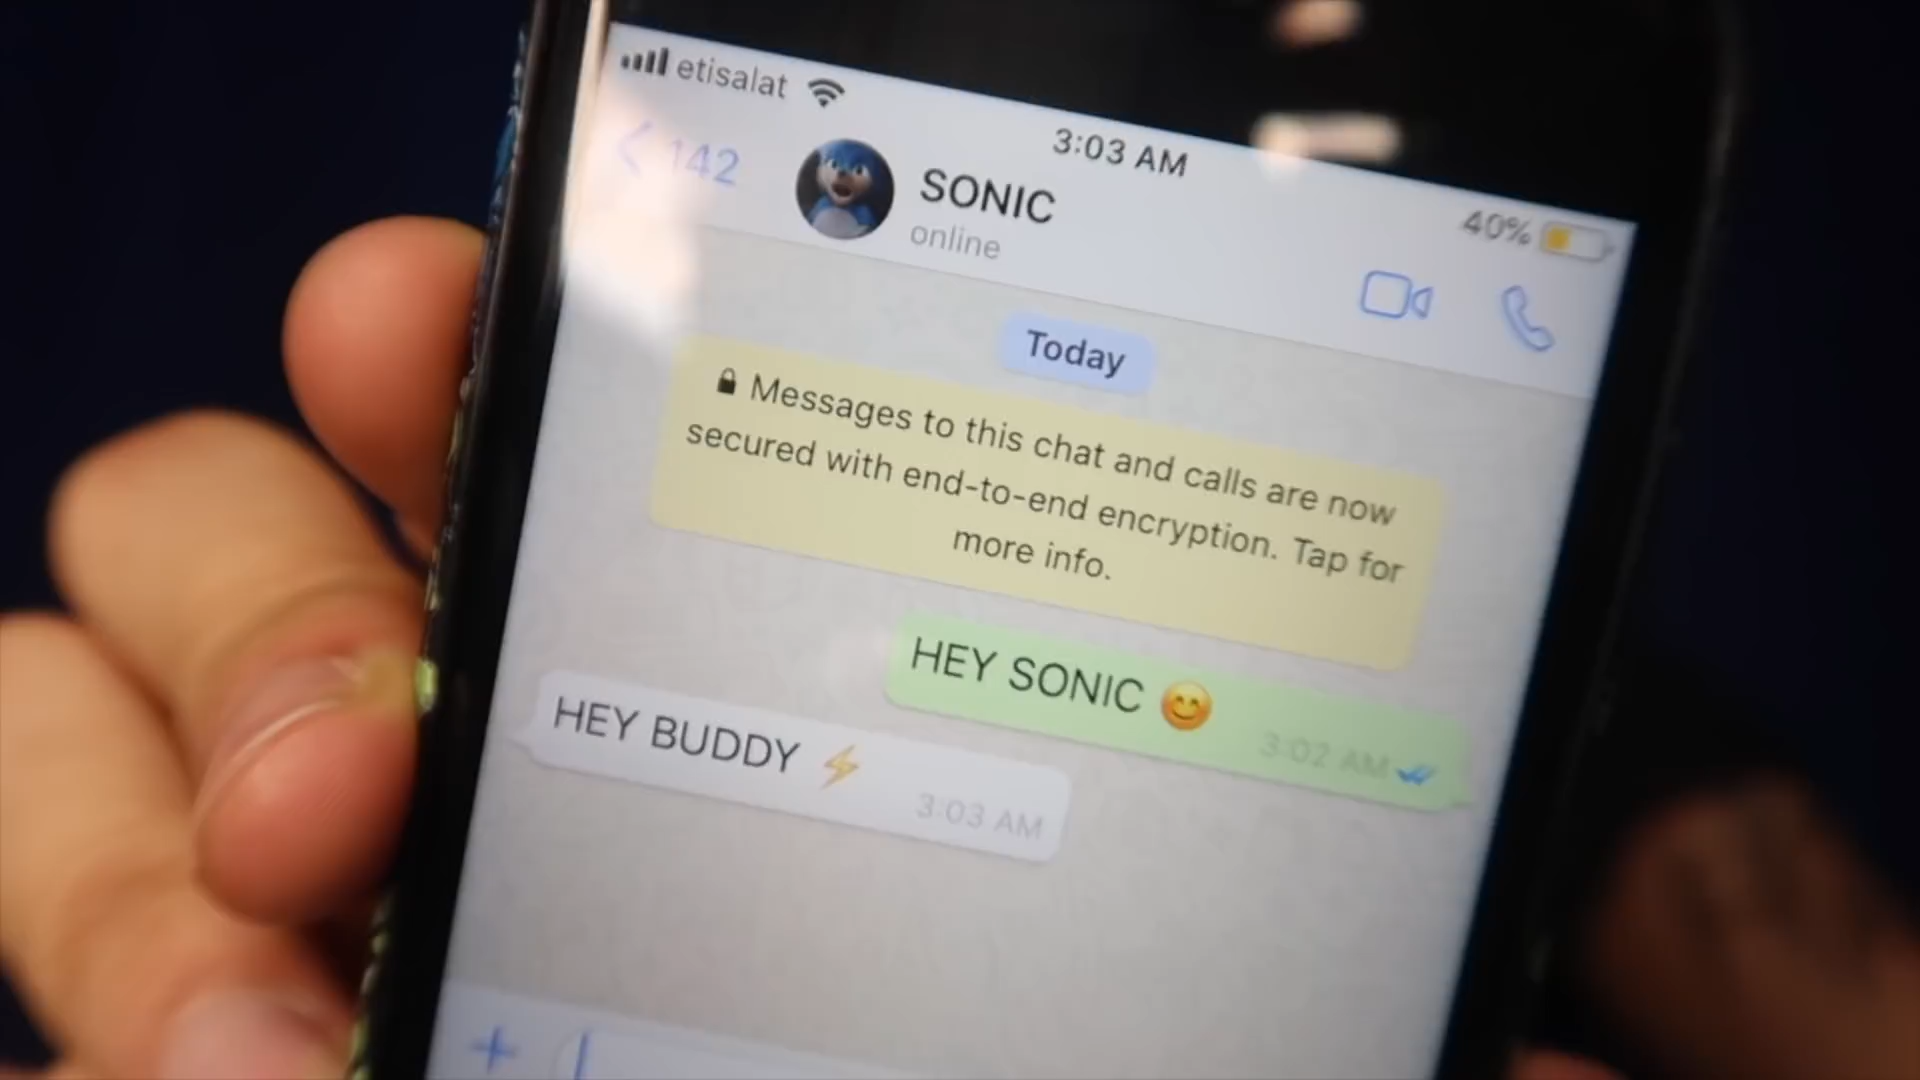 etisalat
3:03 AM
40%
142
SONIC
online
Today
Messages to this chat and calls are now
secured with end-to-end encryption. Tap for
more info.
HEY SONIC 😊
3:02 AM
HEY BUDDY ⚡
3:03 AM